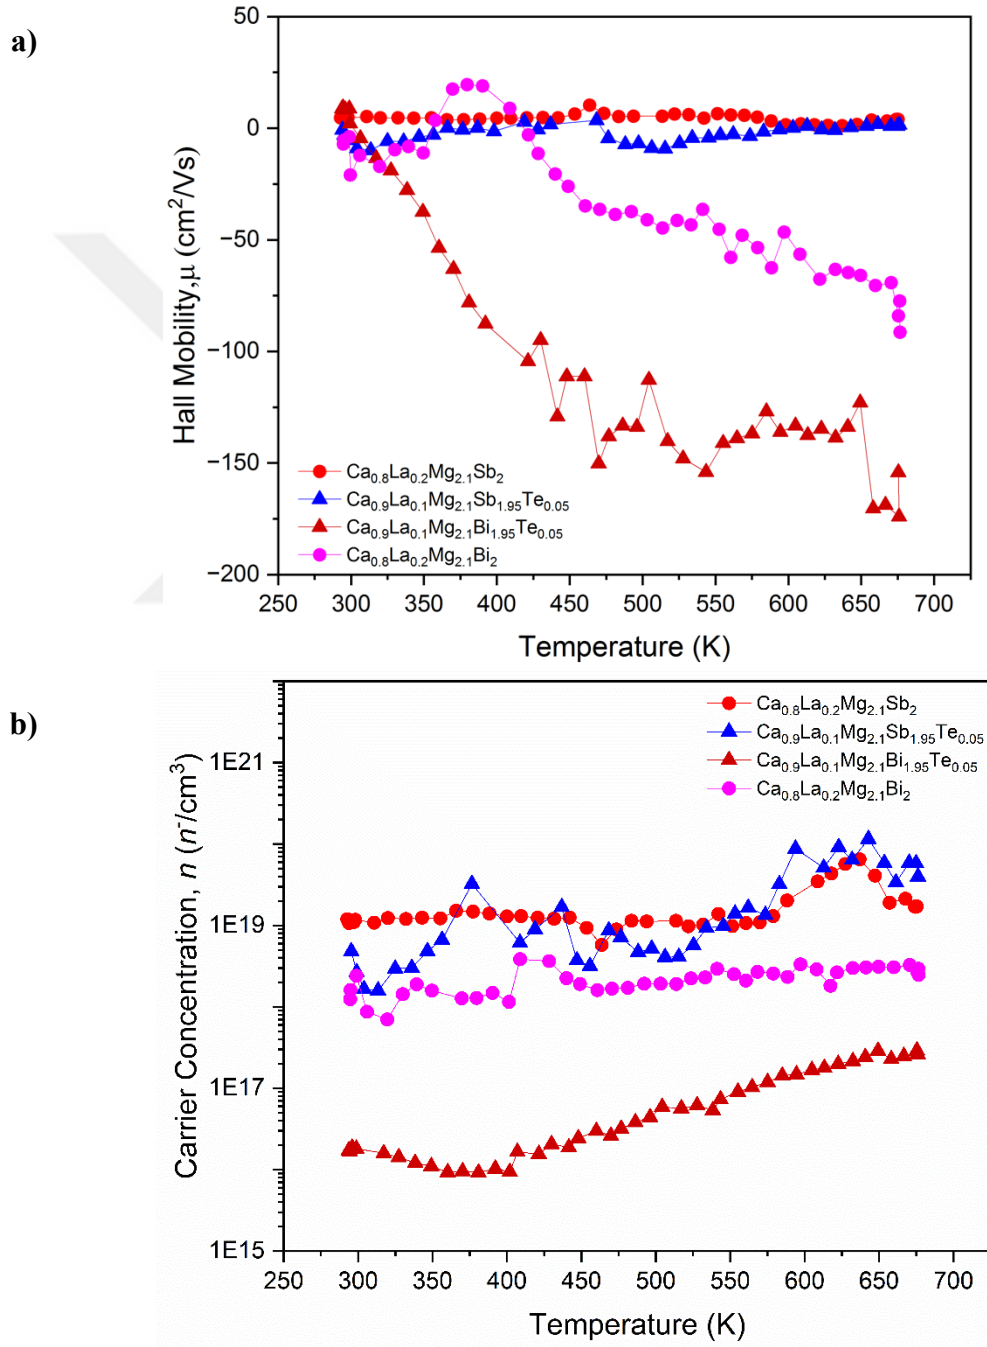 a)
50
0
−50
−100
−150
−200
Hall Mobility,μ (cm²/Vs)
Ca₀.₈La₀.₂Mg₂.₁Sb₂
Ca₀.₉La₀.₁Mg₂.₁Sb₁.₉₅Te₀.₀₅
Ca₀.₉La₀.₁Mg₂.₁Bi₁.₉₅Te₀.₀₅
Ca₀.₈La₀.₂Mg₂.₁Bi₂
250 300 350 400 450 500 550 600 650 700
Temperature (K)
b)
Ca₀.₈La₀.₂Mg₂.₁Sb₂
Ca₀.₉La₀.₁Mg₂.₁Sb₁.₉₅Te₀.₀₅
Ca₀.₉La₀.₁Mg₂.₁Bi₁.₉₅Te₀.₀₅
Ca₀.₈La₀.₂Mg₂.₁Bi₂
1E21
1E19
1E17
1E15
Carrier Concentration, n (n⁻/cm³)
250 300 350 400 450 500 550 600 650 700
Temperature (K)